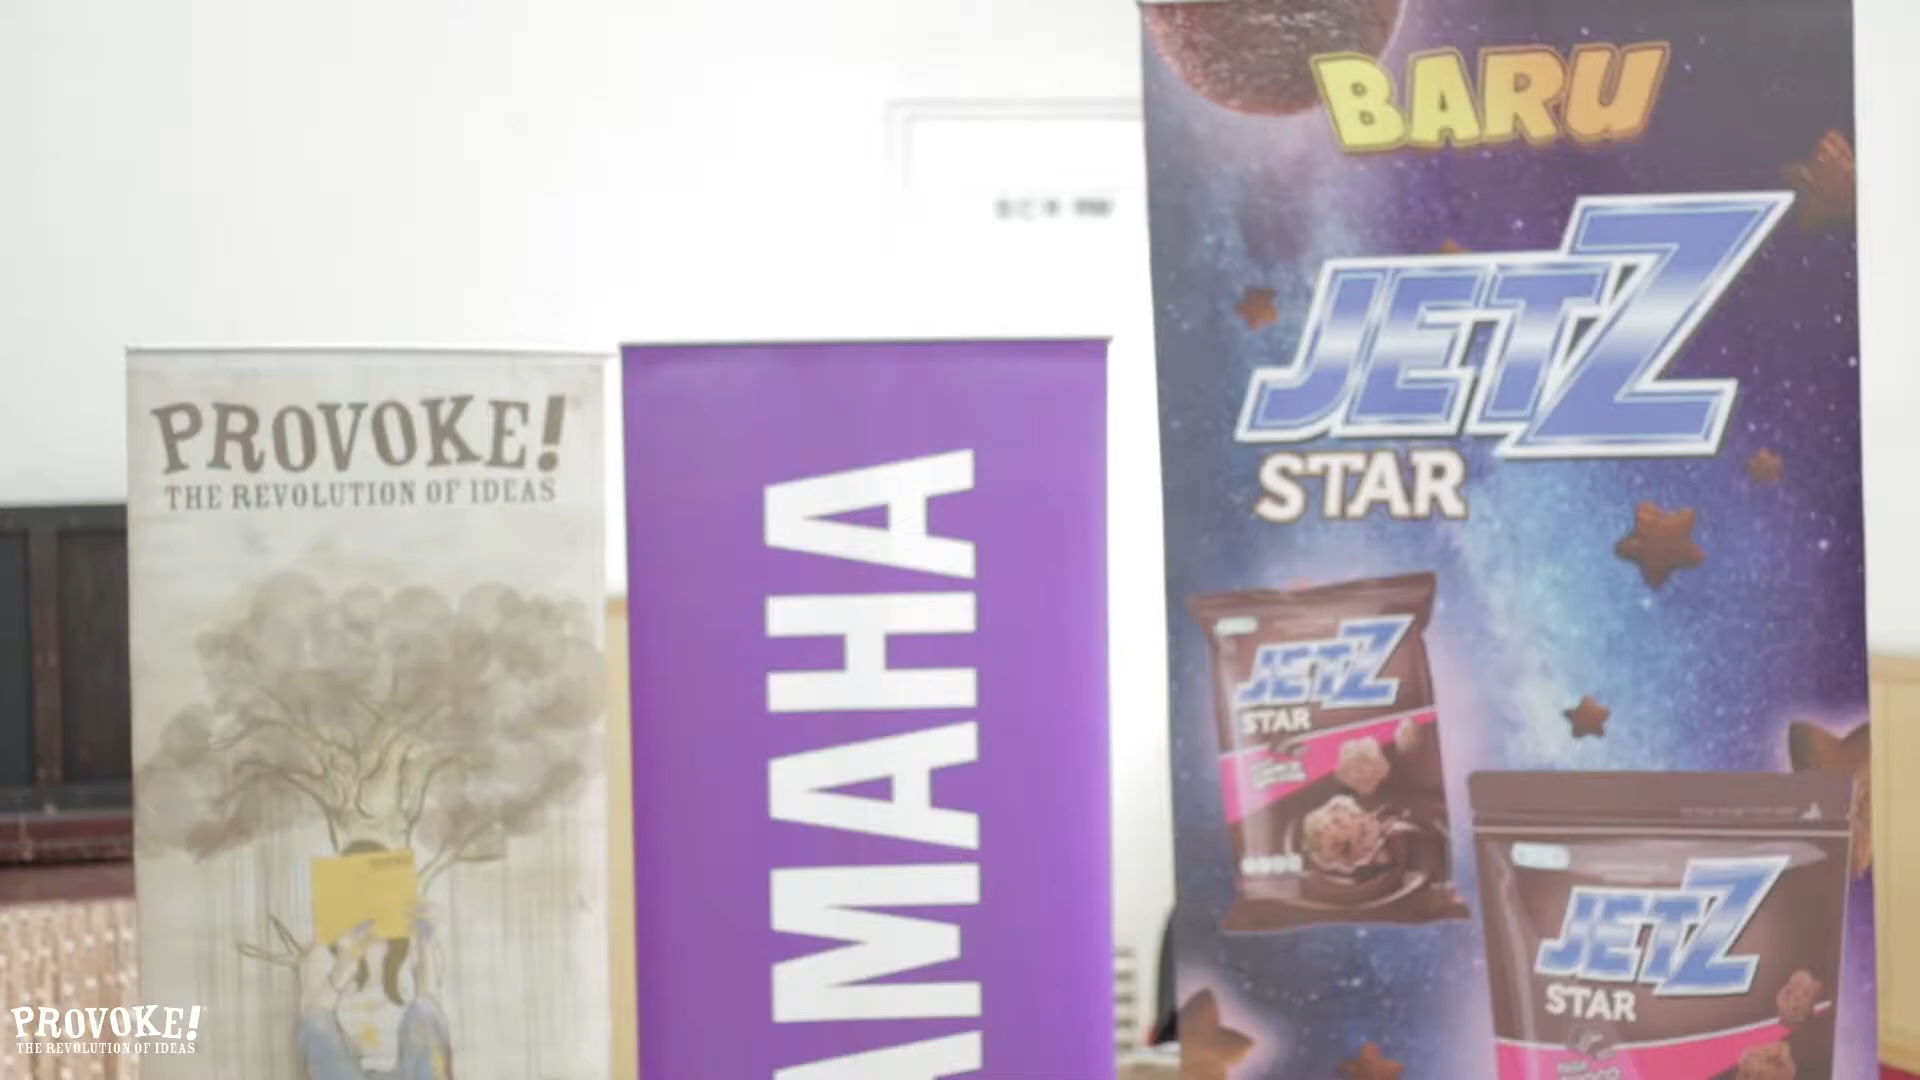 PROVOKE!
THE REVOLUTION OF IDEAS
AMAHA
BARU
JETZ
STAR
JETZ
STAR
JETZ
STAR
PROVOKE!
THE REVOLUTION OF IDEAS